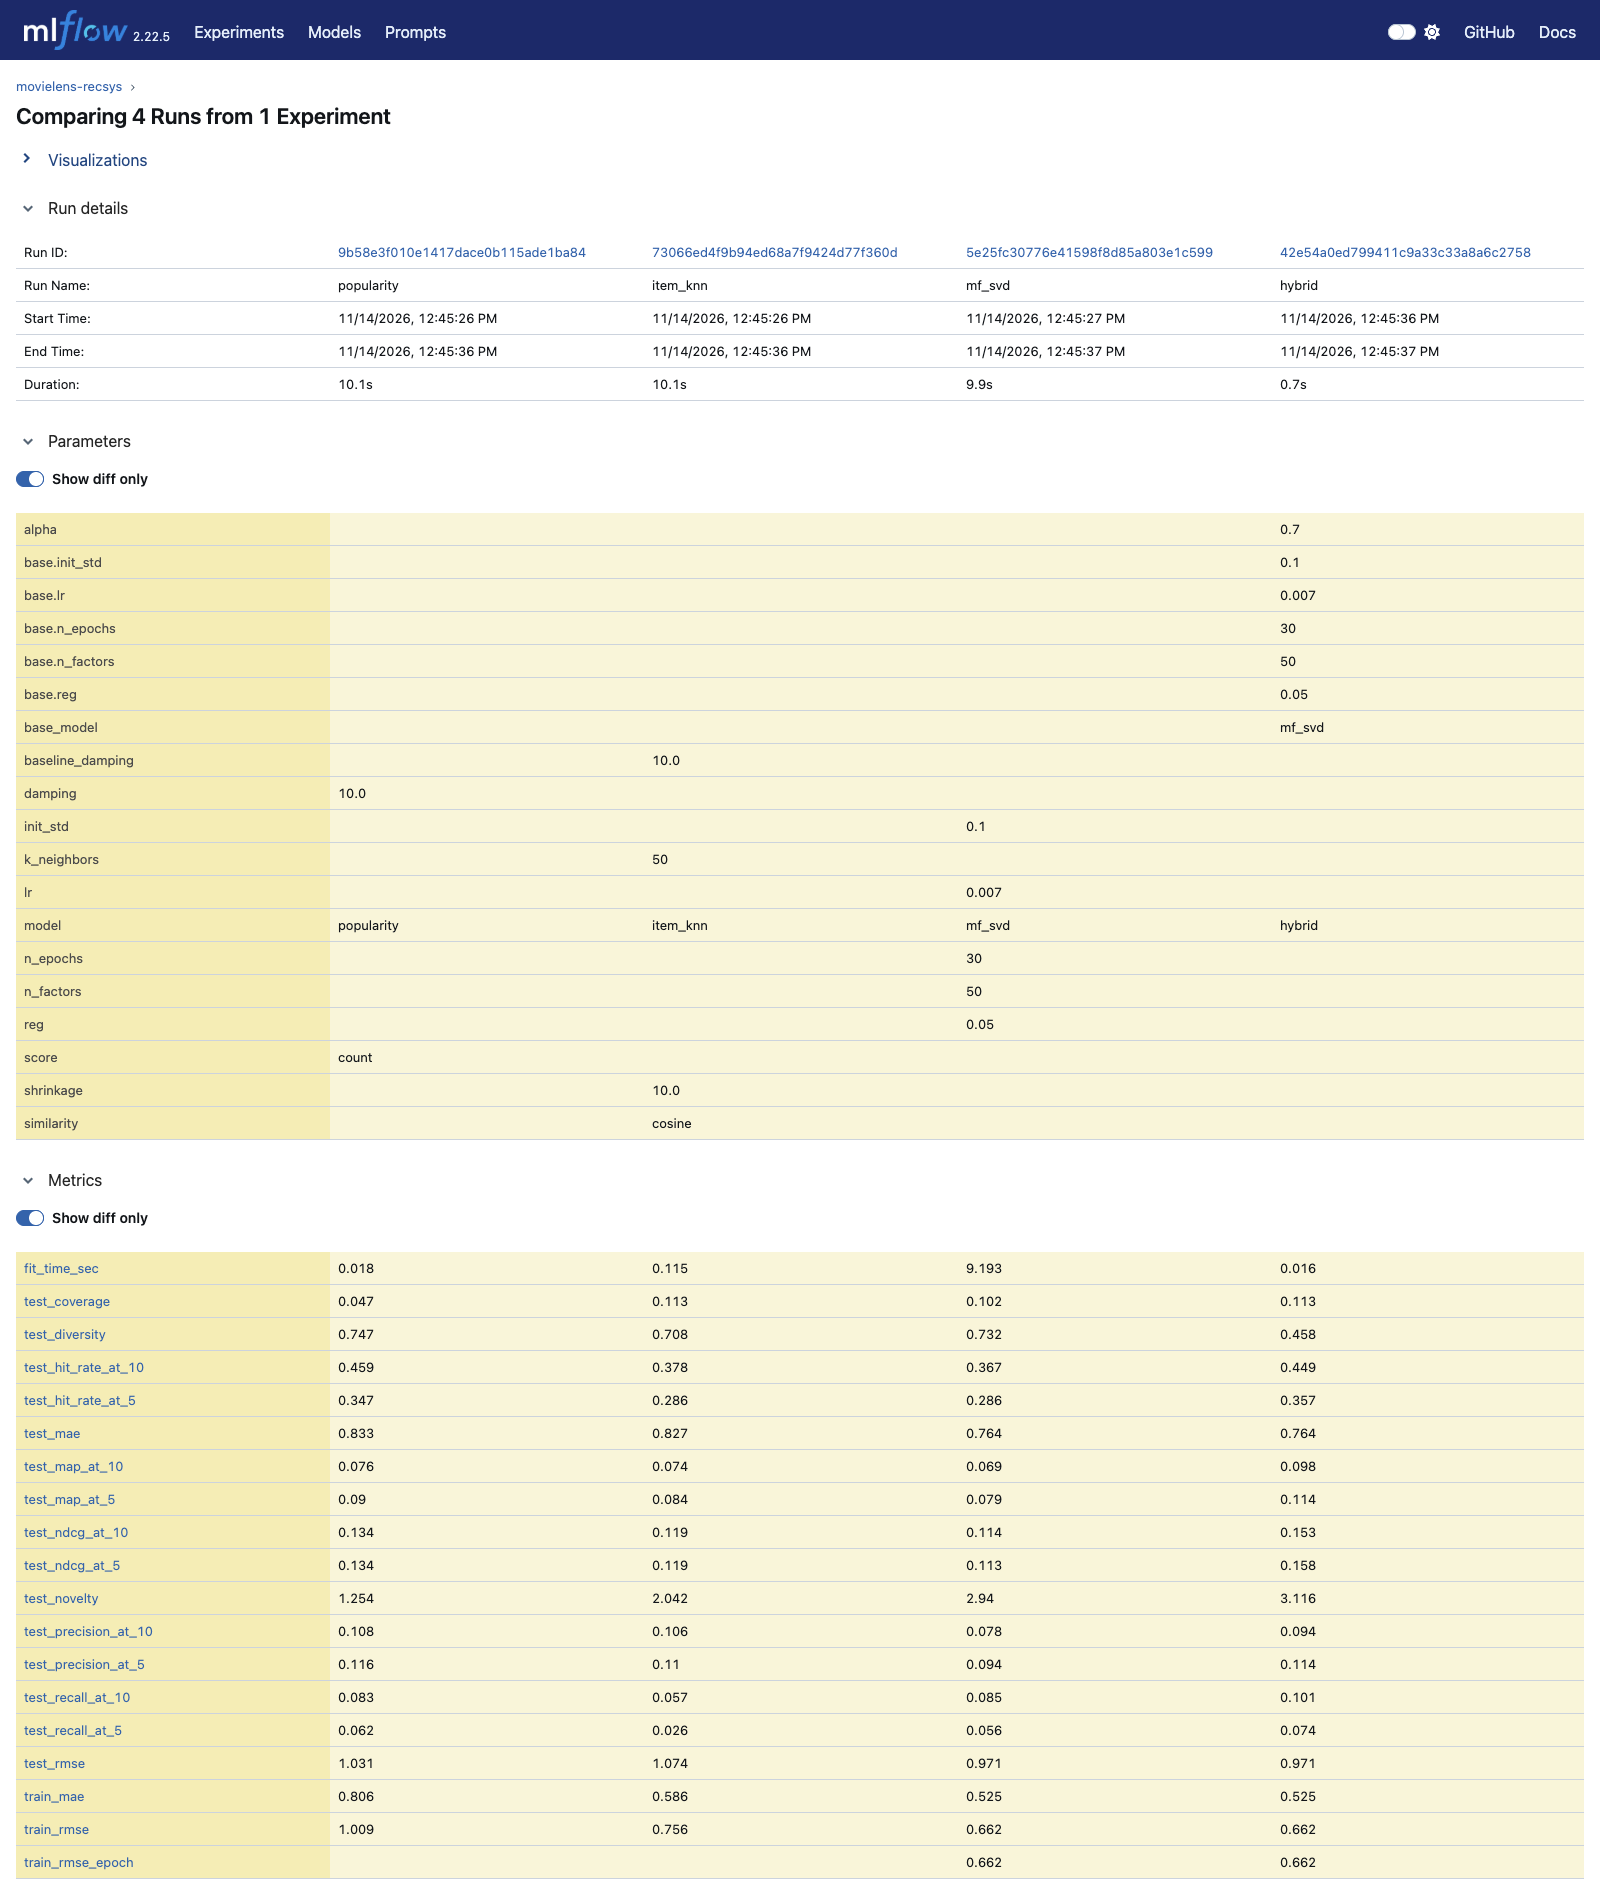 mlflow 2.22.5 Experiments Models Prompts GitHub Docs
movielens-recsys ›
Comparing 4 Runs from 1 Experiment
Visualizations
Run details
Run ID: 9b58e3f010e1417dace0b115ade1ba84 73066ed4f9b94ed68a7f9424d77f360d 5e25fc30776e41598f8d85a803e1c599 42e54a0ed799411c9a33c33a8a6c2758
Run Name: popularity item_knn mf_svd hybrid
Start Time: 11/14/2026, 12:45:26 PM 11/14/2026, 12:45:26 PM 11/14/2026, 12:45:27 PM 11/14/2026, 12:45:36 PM
End Time: 11/14/2026, 12:45:36 PM 11/14/2026, 12:45:36 PM 11/14/2026, 12:45:37 PM 11/14/2026, 12:45:37 PM
Duration: 10.1s 10.1s 9.9s 0.7s
Parameters
Show diff only
alpha 0.7
base.init_std 0.1
base.lr 0.007
base.n_epochs 30
base.n_factors 50
base.reg 0.05
base_model mf_svd
baseline_damping 10.0
damping 10.0
init_std 0.1
k_neighbors 50
lr 0.007
model popularity item_knn mf_svd hybrid
n_epochs 30
n_factors 50
reg 0.05
score count
shrinkage 10.0
similarity cosine
Metrics
Show diff only
fit_time_sec 0.018 0.115 9.193 0.016
test_coverage 0.047 0.113 0.102 0.113
test_diversity 0.747 0.708 0.732 0.458
test_hit_rate_at_10 0.459 0.378 0.367 0.449
test_hit_rate_at_5 0.347 0.286 0.286 0.357
test_mae 0.833 0.827 0.764 0.764
test_map_at_10 0.076 0.074 0.069 0.098
test_map_at_5 0.09 0.084 0.079 0.114
test_ndcg_at_10 0.134 0.119 0.114 0.153
test_ndcg_at_5 0.134 0.119 0.113 0.158
test_novelty 1.254 2.042 2.94 3.116
test_precision_at_10 0.108 0.106 0.078 0.094
test_precision_at_5 0.116 0.11 0.094 0.114
test_recall_at_10 0.083 0.057 0.085 0.101
test_recall_at_5 0.062 0.026 0.056 0.074
test_rmse 1.031 1.074 0.971 0.971
train_mae 0.806 0.586 0.525 0.525
train_rmse 1.009 0.756 0.662 0.662
train_rmse_epoch 0.662 0.662